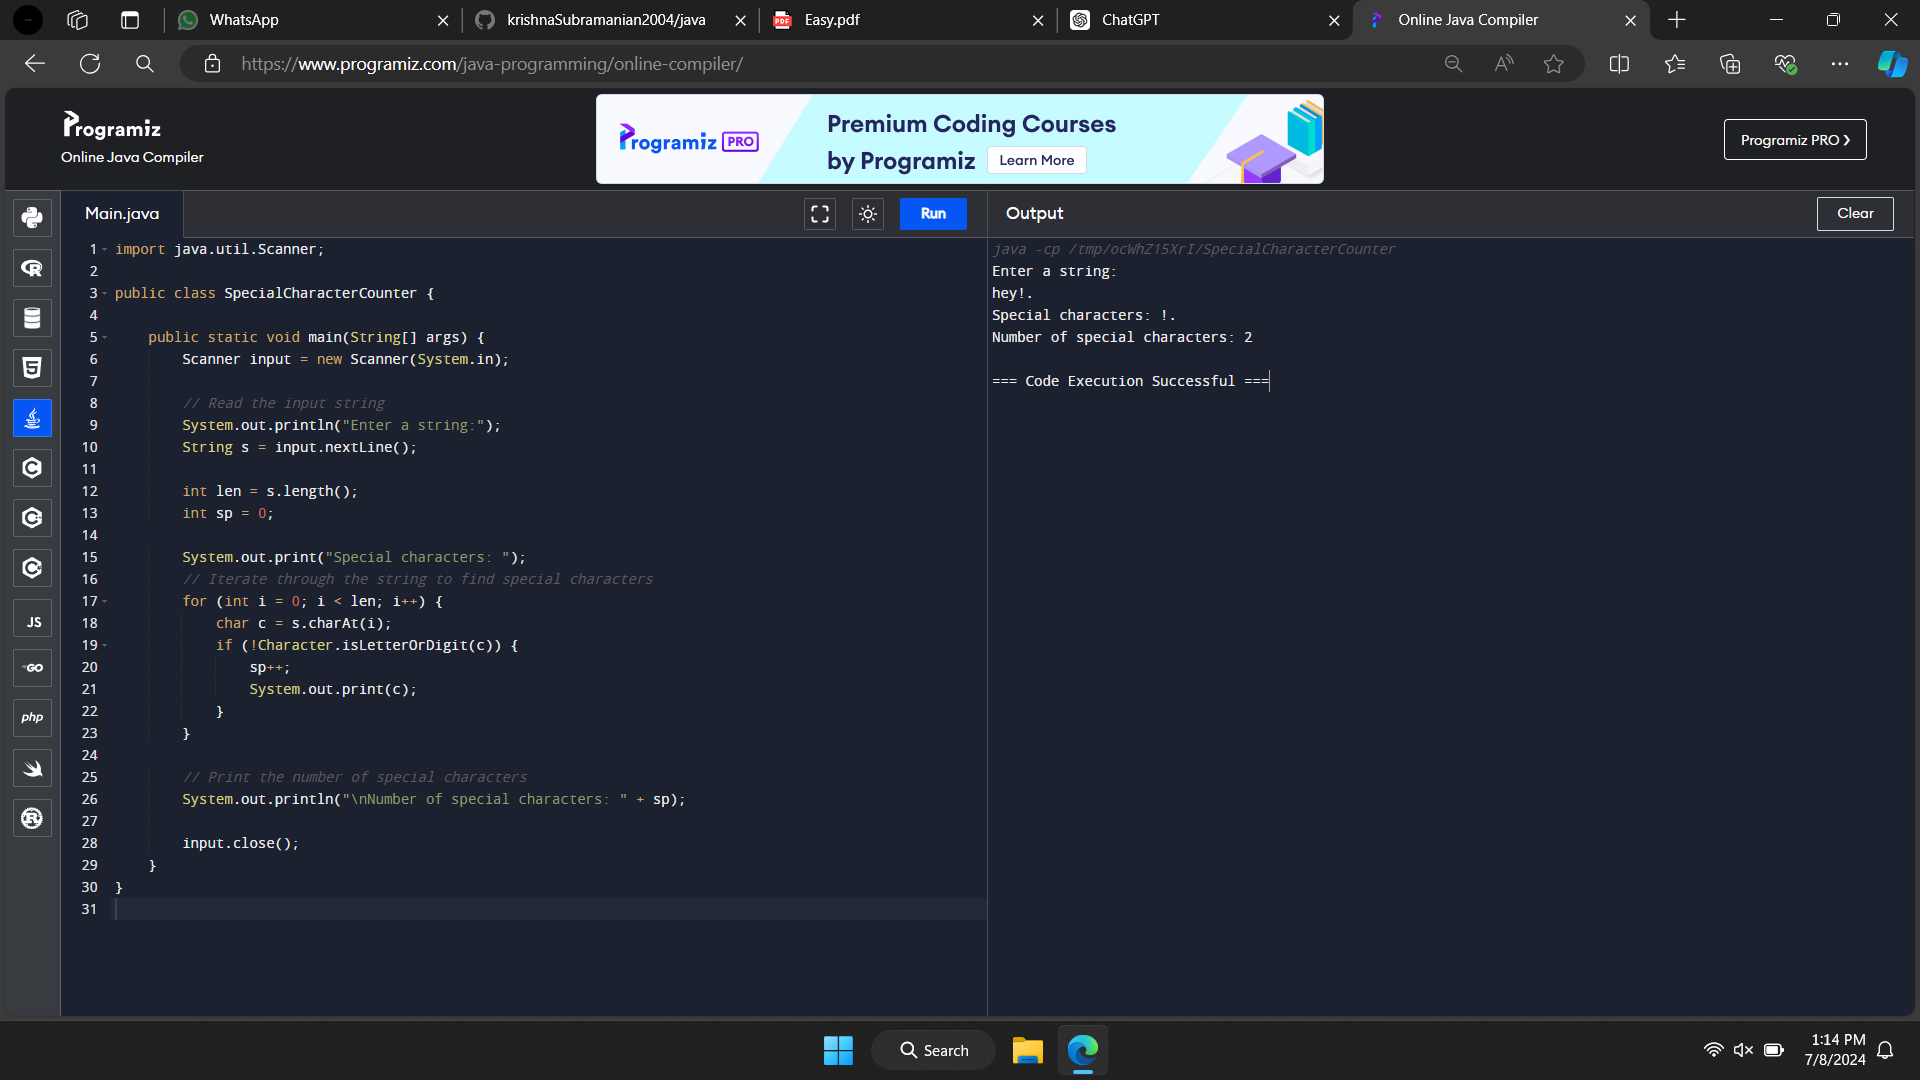 WhatsApp
krishnaSubramanian2004/java
Easy.pdf
ChatGPT
Online Java Compiler
https://www.programiz.com/java-programming/online-compiler/
Programiz
Online Java Compiler
Programiz PRO
Premium Coding Courses
by Programiz
Learn More
Programiz PRO
Main.java
Run
Output
Clear
1 import java.util.Scanner;
2
3 public class SpecialCharacterCounter {
4
5     public static void main(String[] args) {
6         Scanner input = new Scanner(System.in);
7
8         // Read the input string
9         System.out.println("Enter a string:");
10         String s = input.nextLine();
11
12         int len = s.length();
13         int sp = 0;
14
15         System.out.print("Special characters: ");
16         // Iterate through the string to find special characters
17         for (int i = 0; i < len; i++) {
18             char c = s.charAt(i);
19             if (!Character.isLetterOrDigit(c)) {
20                 sp++;
21                 System.out.print(c);
22             }
23         }
24
25         // Print the number of special characters
26         System.out.println("\nNumber of special characters: " + sp);
27
28         input.close();
29     }
30 }
31
java -cp /tmp/ocWhZ15XrI/SpecialCharacterCounter
Enter a string:
hey!.
Special characters: !.
Number of special characters: 2
=== Code Execution Successful ===
JS
GO
php
Search
1:14 PM
7/8/2024